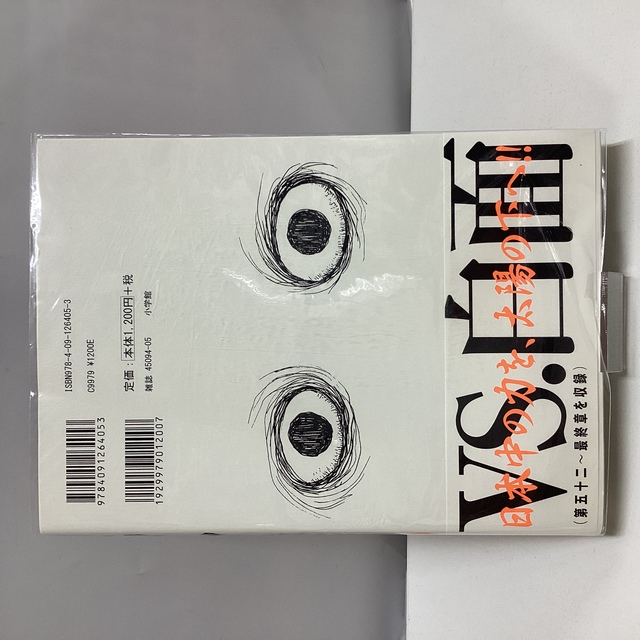 9784091264053
1929979012007
ISBN978-4-09-126405-3
C9979 ¥1200E
定価:本体1,200円+税
雑誌 45094-05
小学館
VS.白面
日本中の力を、太陽の下へ!!
(第五十二〜最終章を収録)